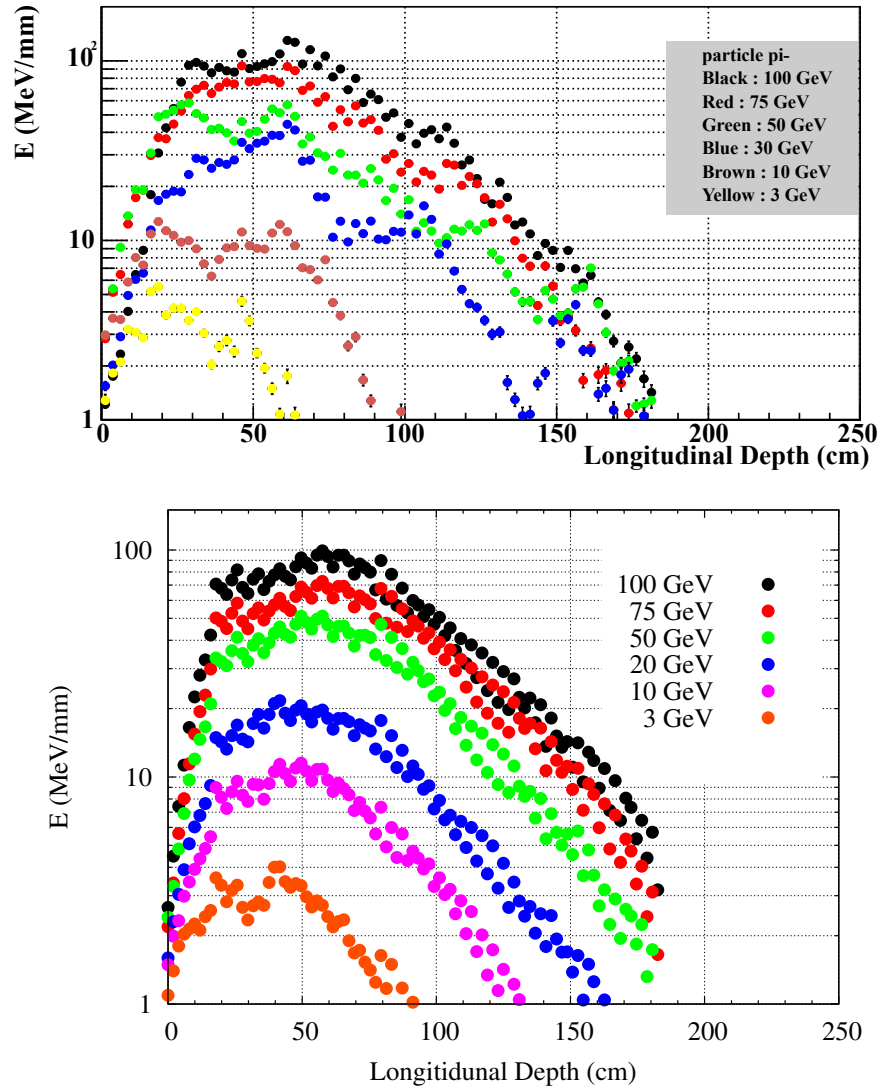 E (MeV/mm)
10²
10
1
particle pi-
Black : 100 GeV
Red : 75 GeV
Green : 50 GeV
Blue : 30 GeV
Brown : 10 GeV
Yellow : 3 GeV
0 50 100 150 200 250
Longitudinal Depth (cm)
E (MeV/mm)
100
10
1
100 GeV
75 GeV
50 GeV
20 GeV
10 GeV
3 GeV
0 50 100 150 200 250
Longitidunal Depth (cm)